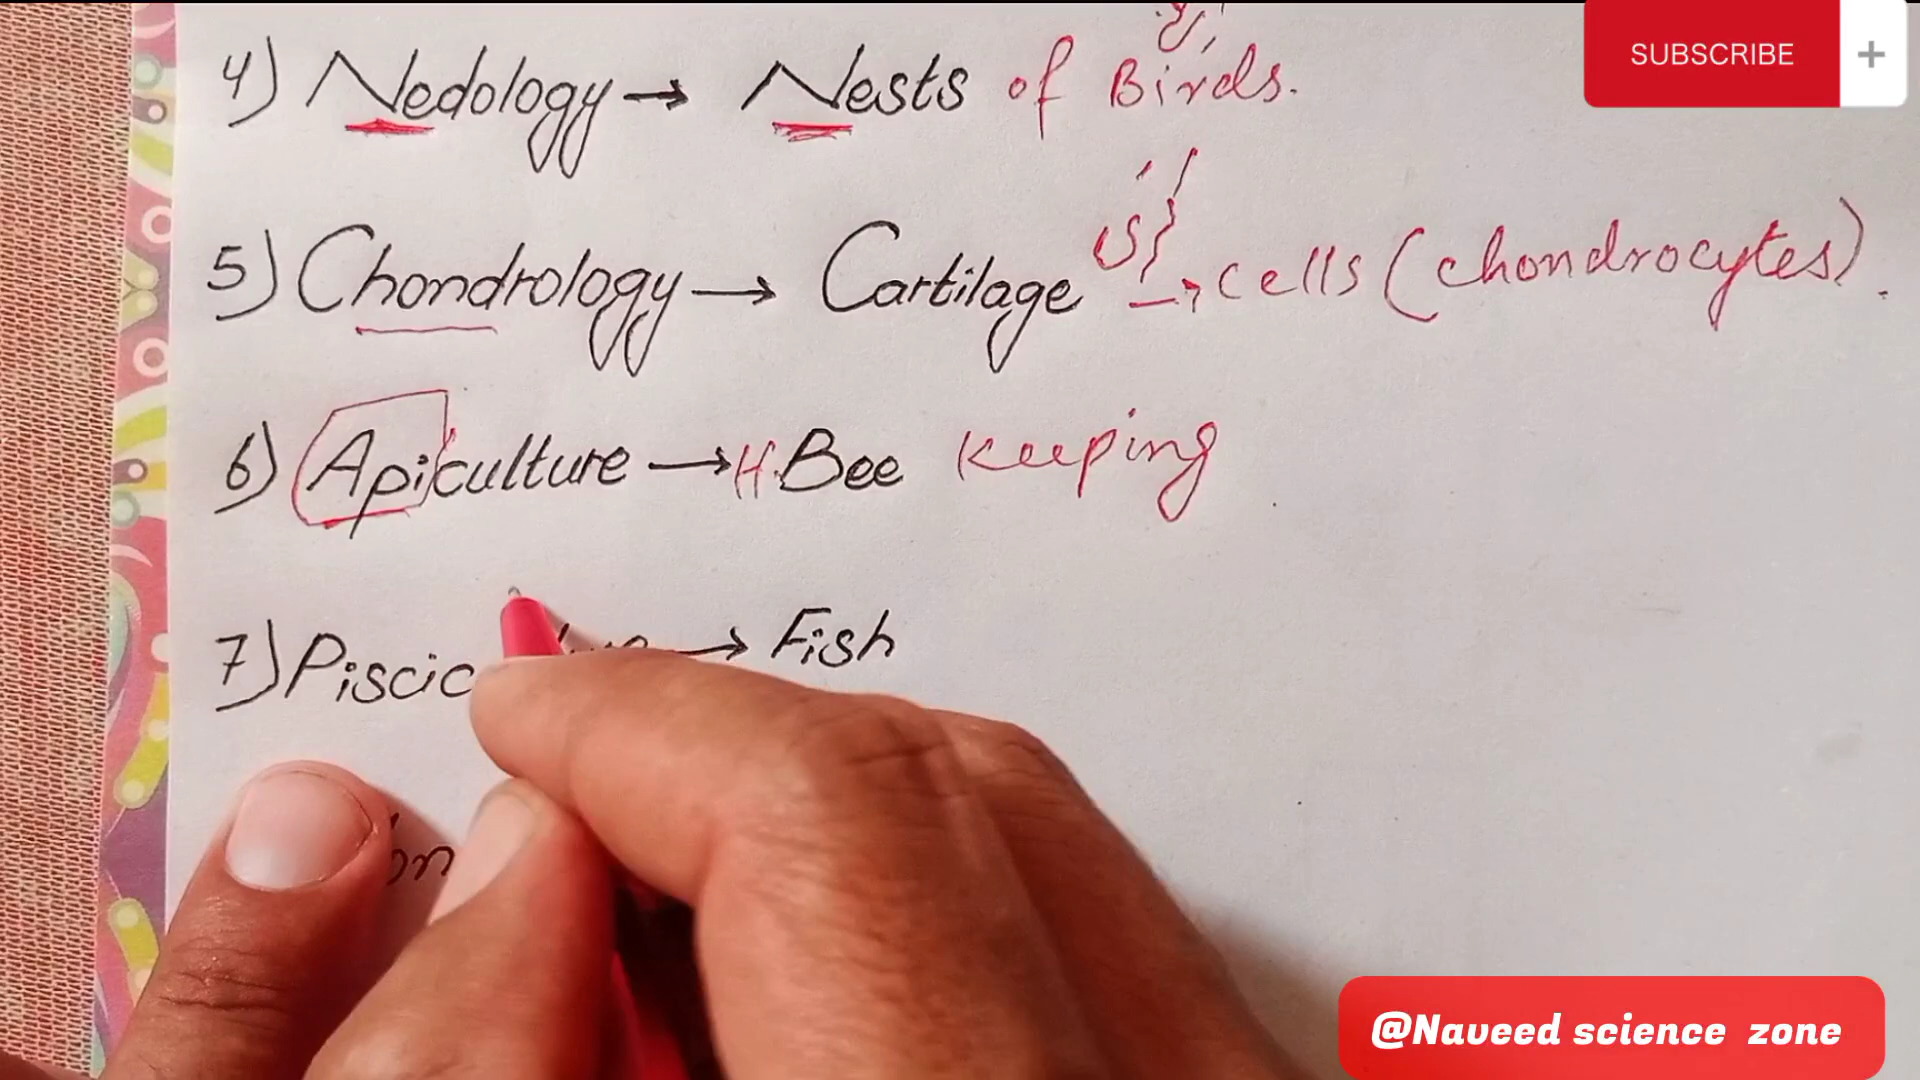 4) Nedology → Nests of Birds.
5) Chondrology → Cartilage → cells (chondrocytes).
6) Apiculture → H.Bee Keeping
7) Piscic → Fish
SUBSCRIBE +
@Naveed science zone